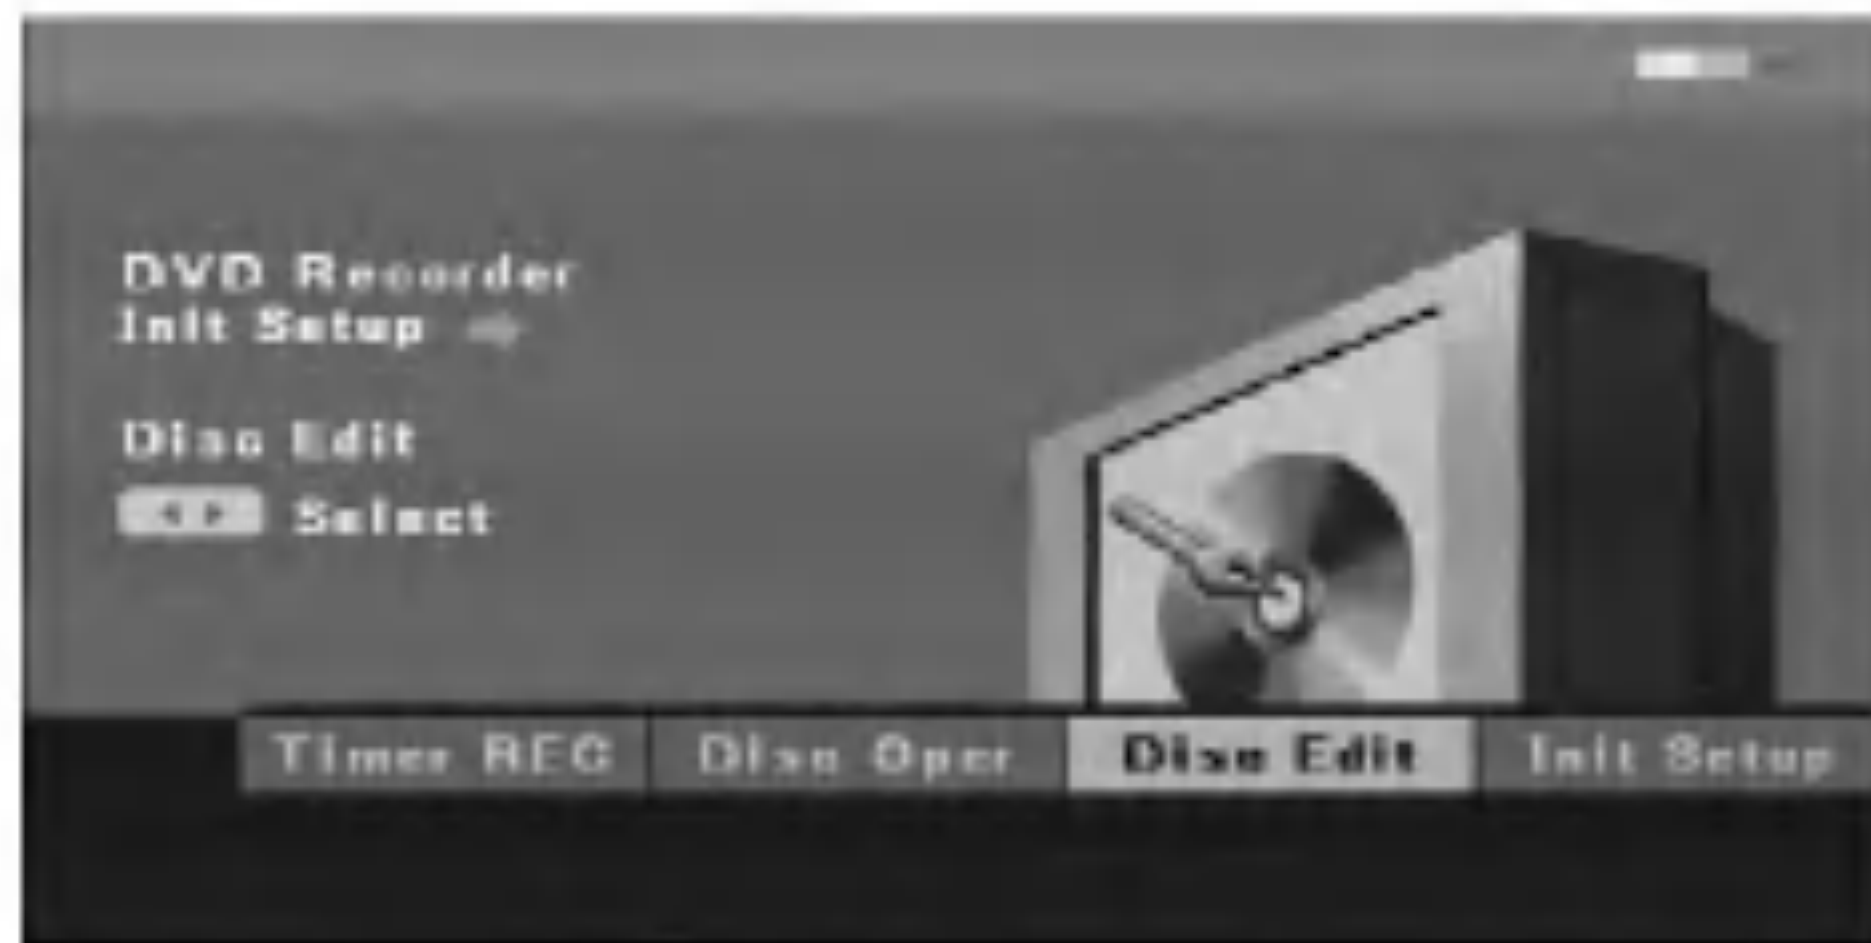 DVD Recorder
Init Setup
Disc Edit
Select
Timer REC Disc Oper Disc Edit Init Setup